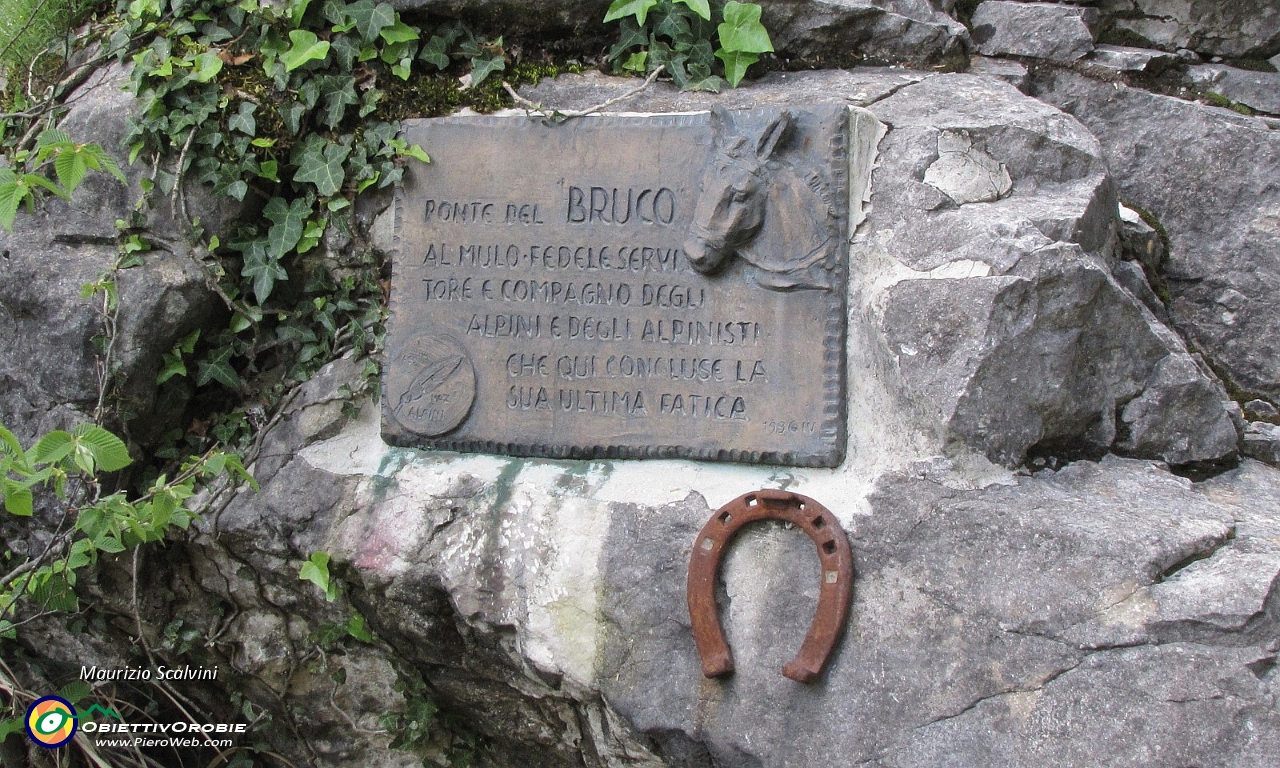 PONTE DEL "BRUCO"
AL MULO·FEDELE SERVI
TORE E COMPAGNO DEGLI
ALPINI E DEGLI ALPINISTI
CHE QUI CONCLUSE LA
SUA ULTIMA FATICA
ALPINI
Maurizio Scalvini
OBIETTIVOROBIE
www.PieroWeb.com